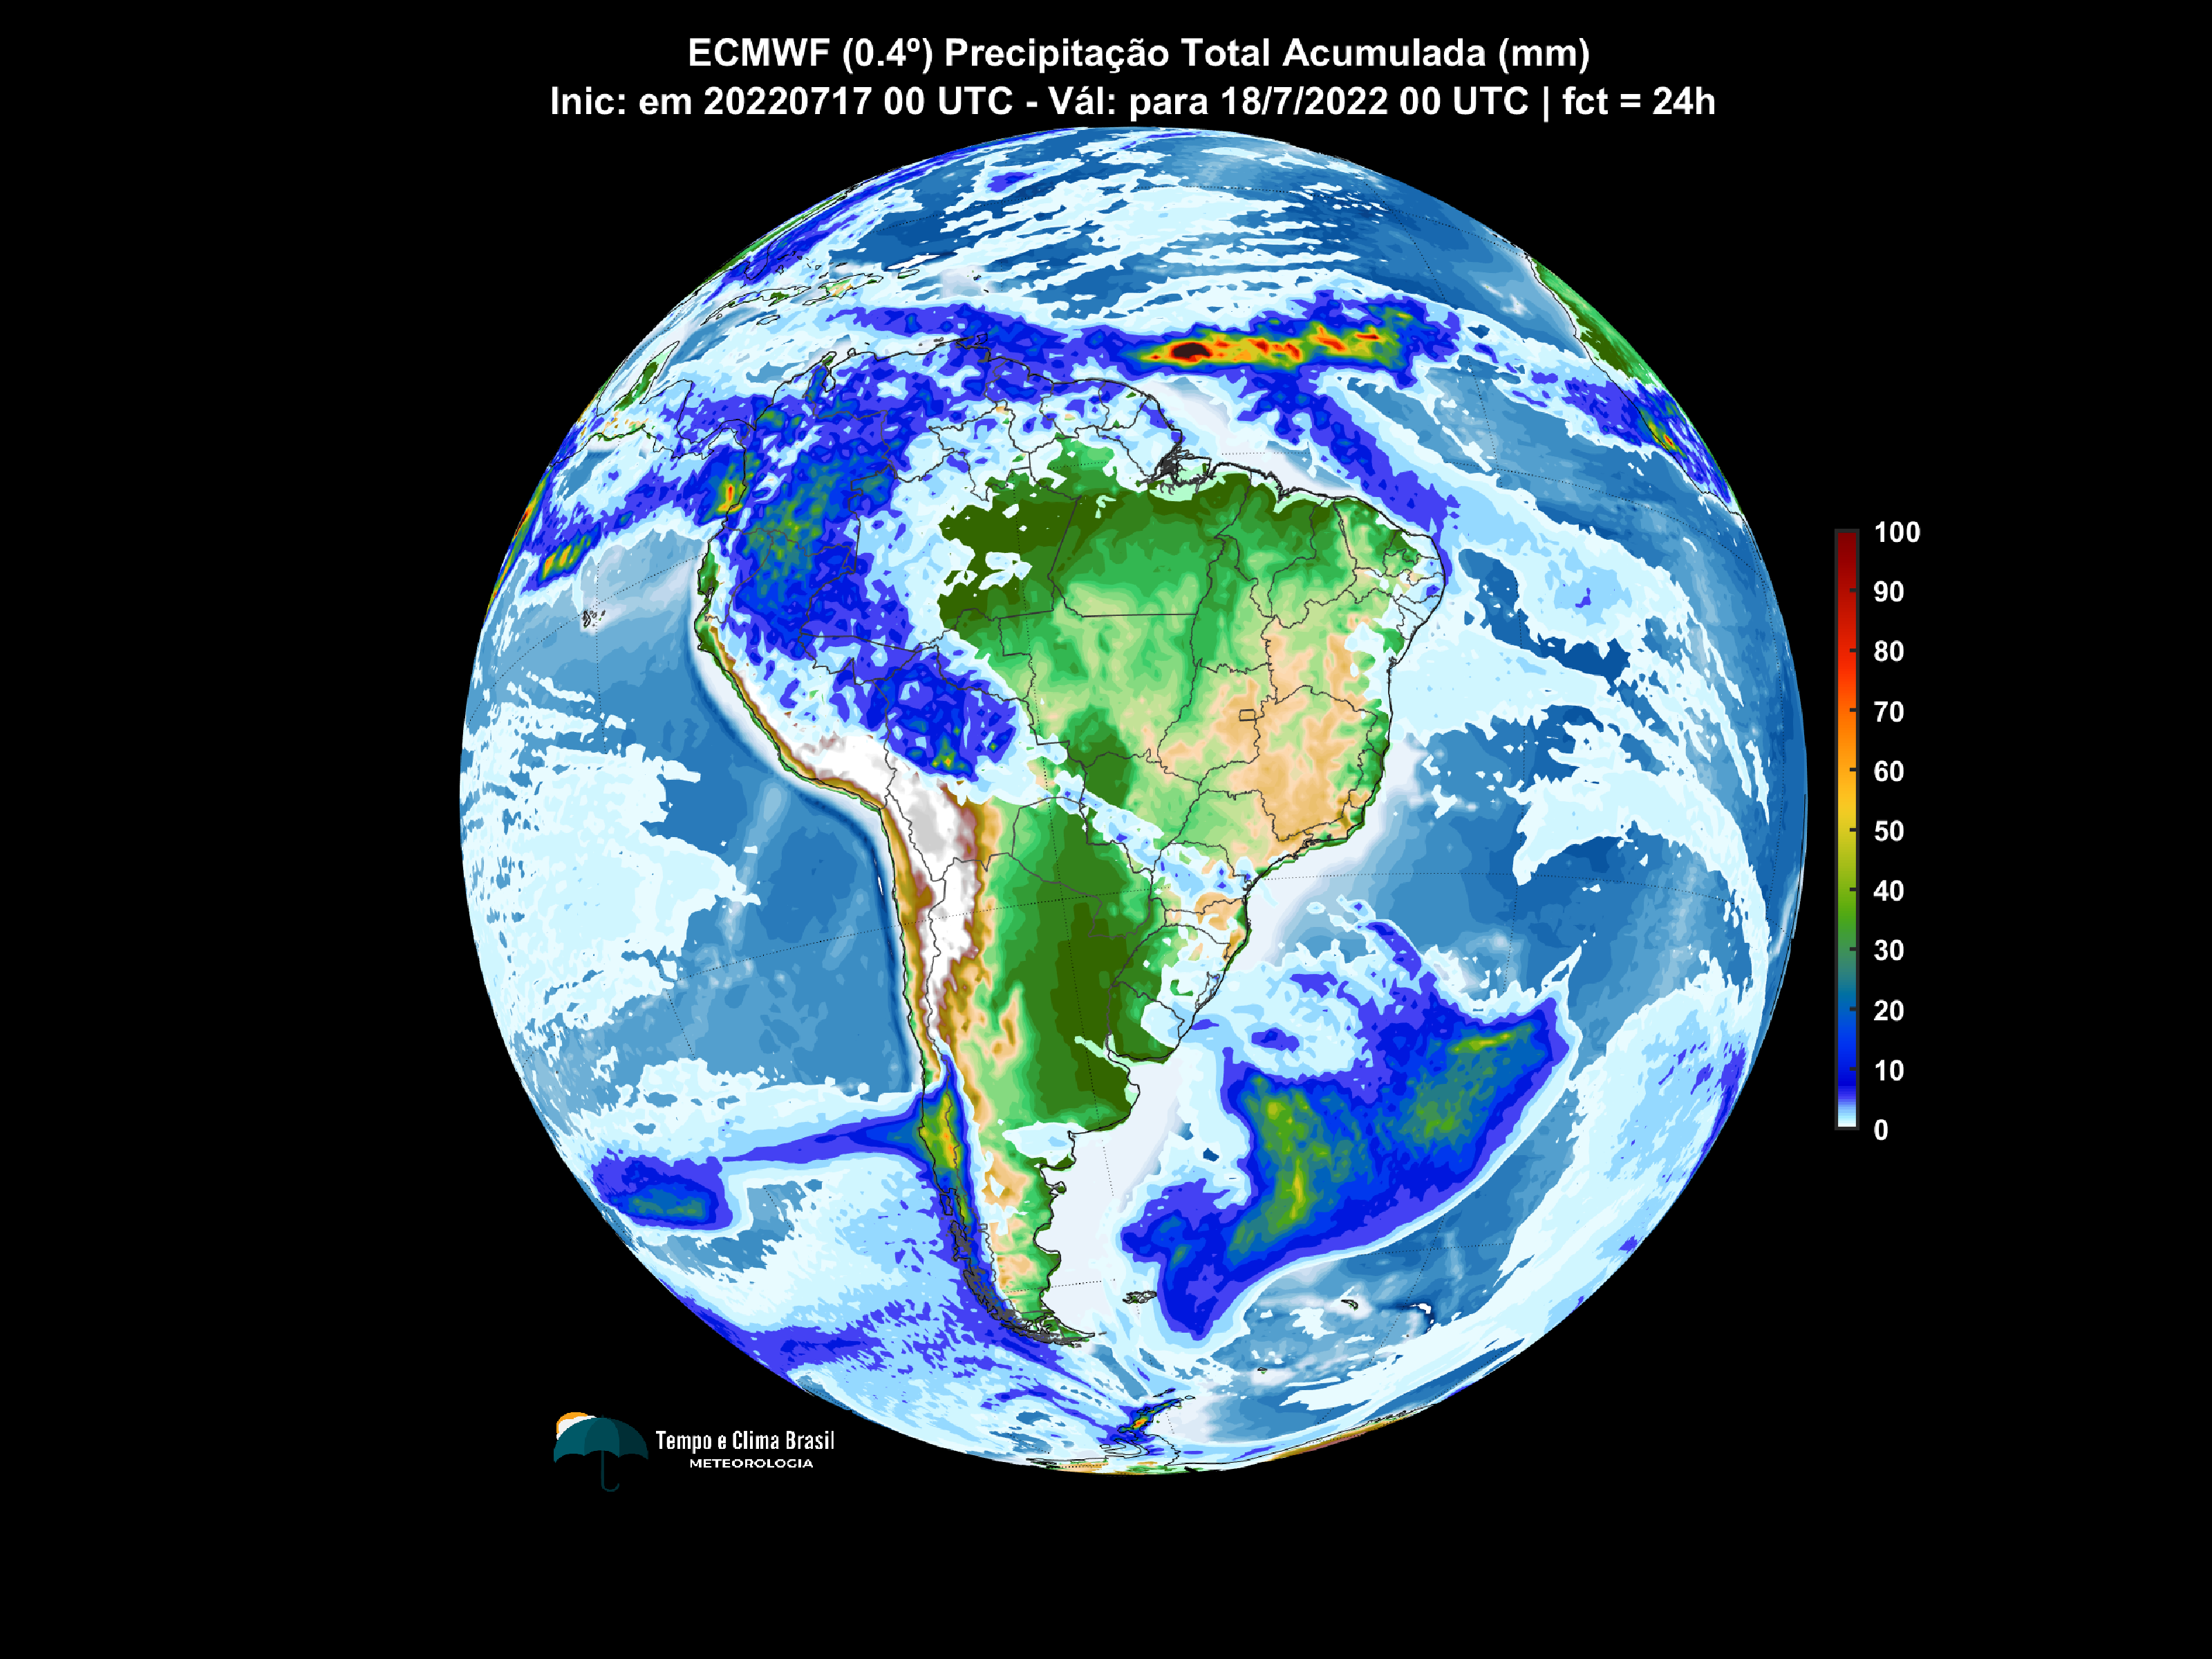 ECMWF (0.4º) Precipitação Total Acumulada (mm)
Inic: em 20220717 00 UTC - Vál: para 18/7/2022 00 UTC | fct = 24h
100
90
80
70
60
50
40
30
20
10
0
Tempo e Clima Brasil
METEOROLOGIA